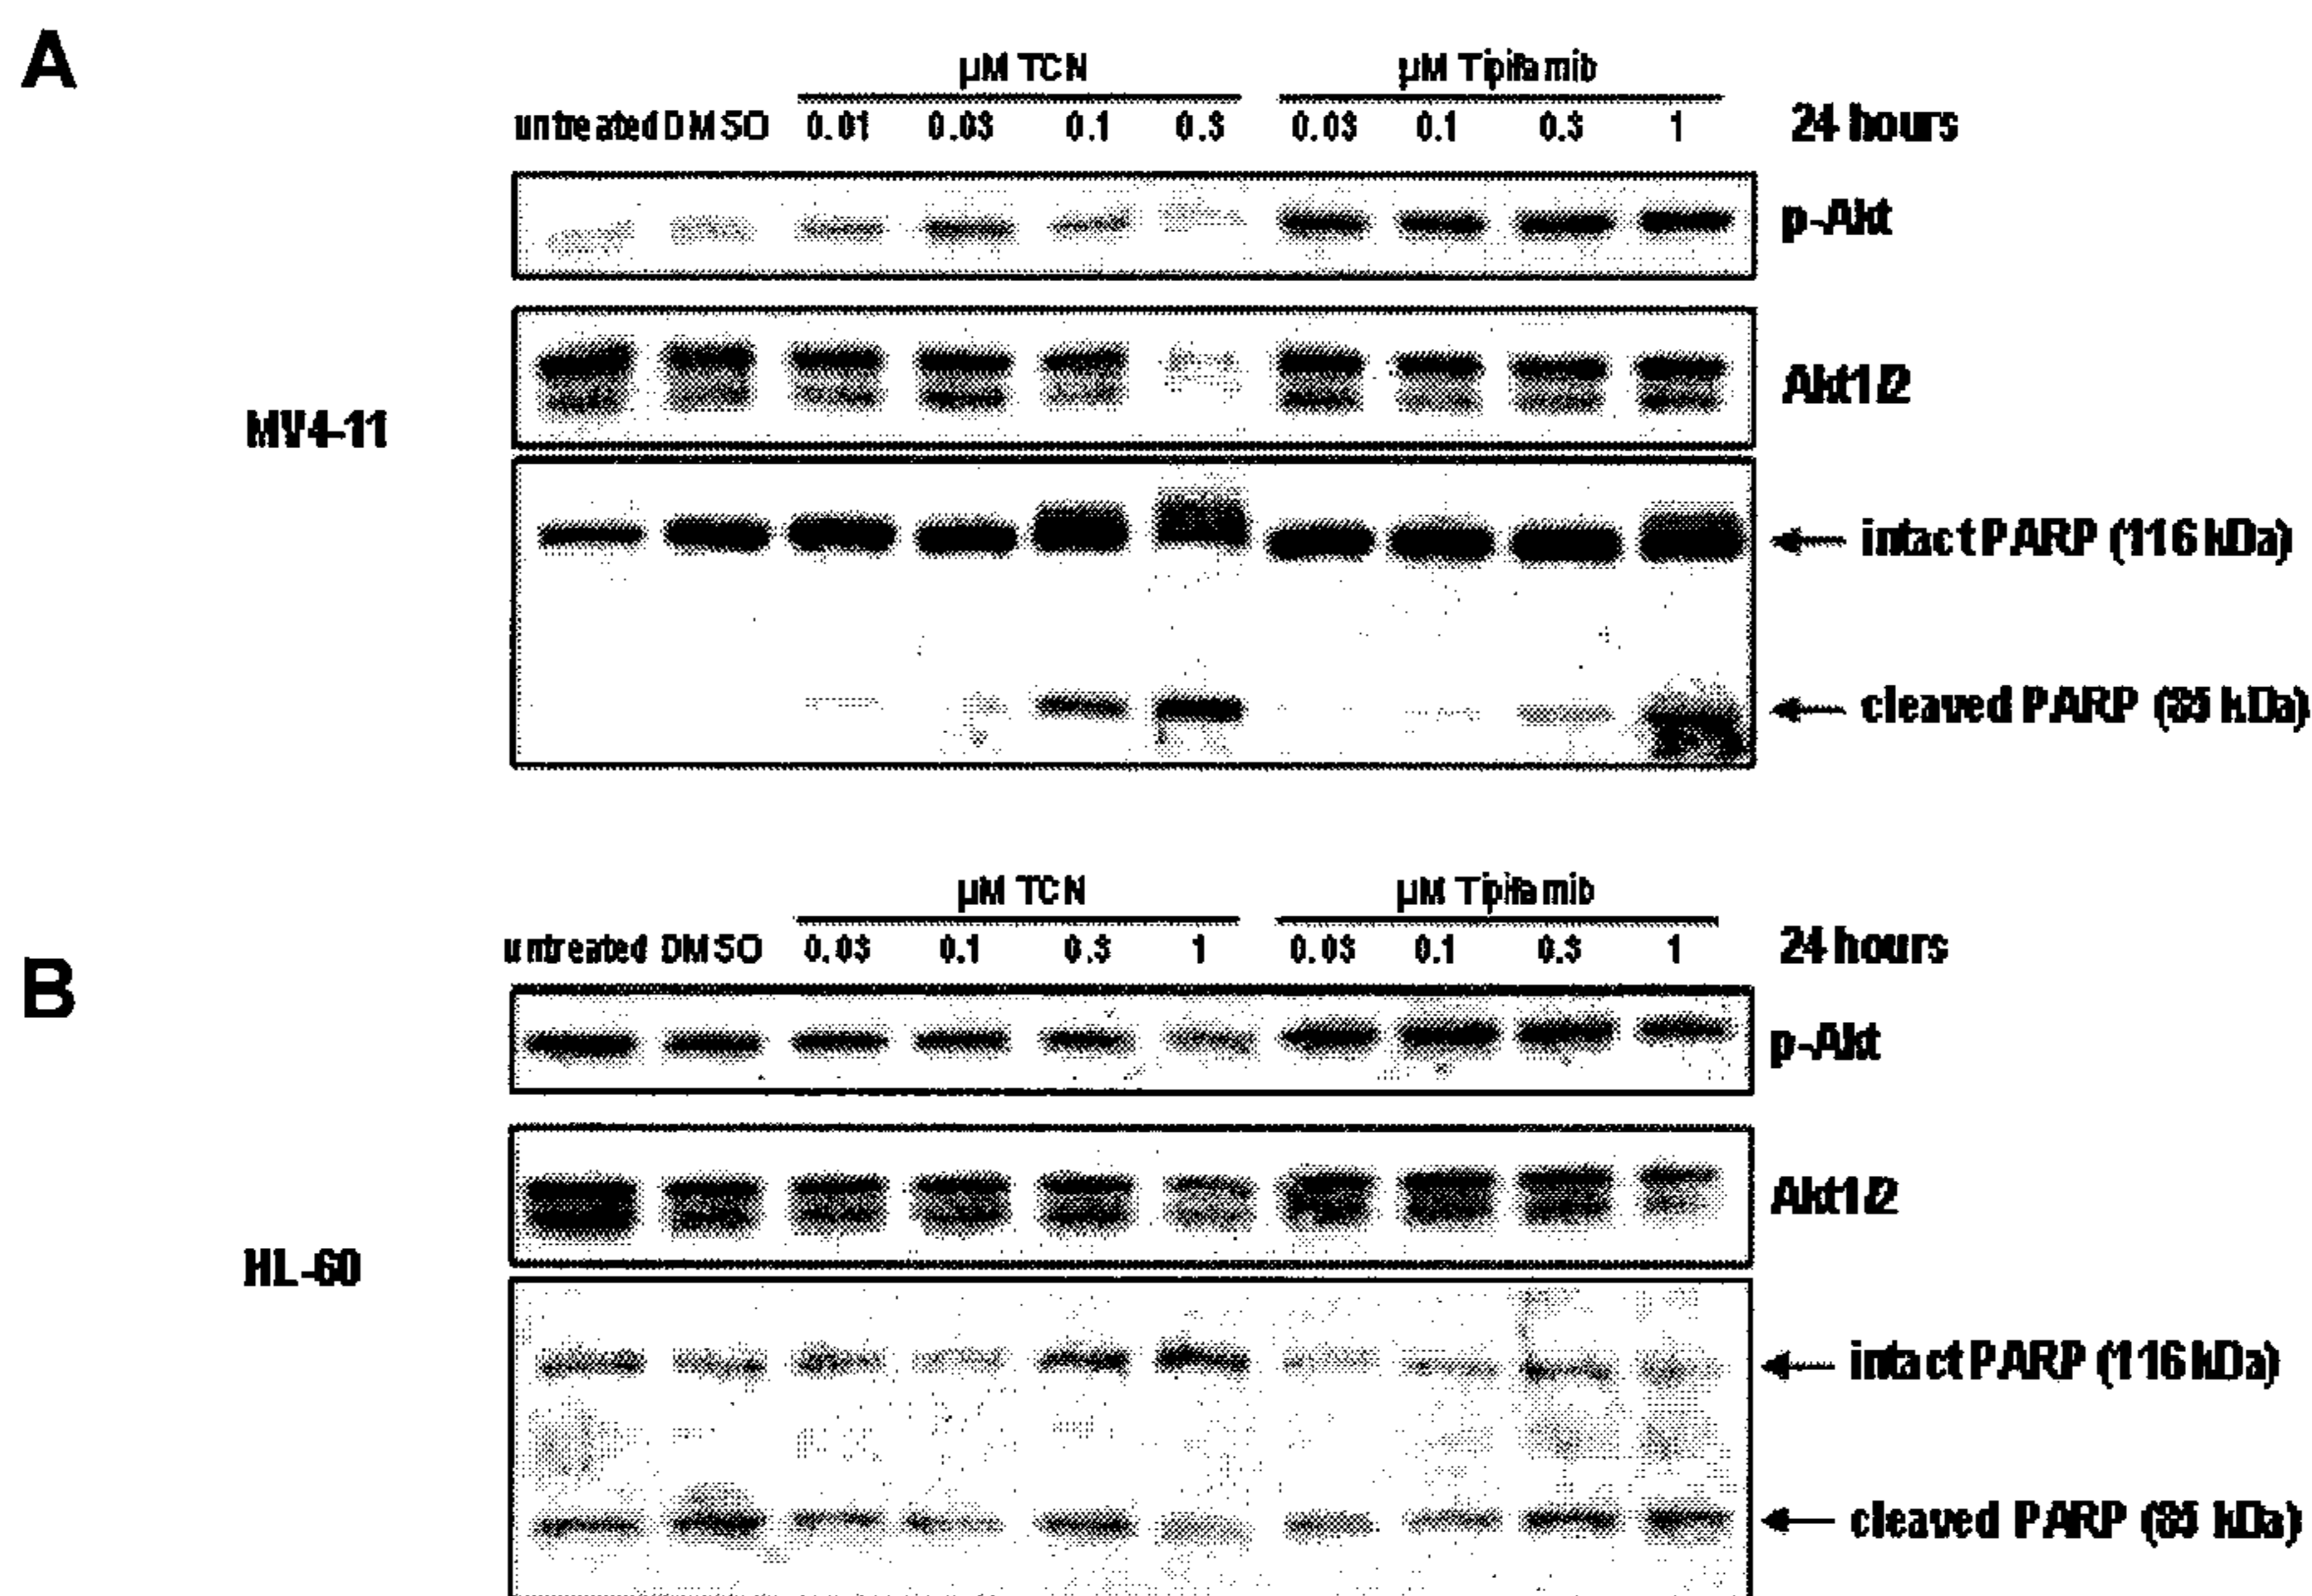 A
µM TCN µM Tipifarnib
untreated DMSO 0.01 0.03 0.1 0.3 0.03 0.1 0.3 1 24 hours
p-Akt
Akt1/2
MV4-11
intact PARP (116 kDa)
cleaved PARP (85 kDa)
µM TCN µM Tipifarnib
untreated DMSO 0.03 0.1 0.3 1 0.03 0.1 0.3 1 24 hours
B
p-Akt
Akt1/2
HL-60
intact PARP (116 kDa)
cleaved PARP (85 kDa)